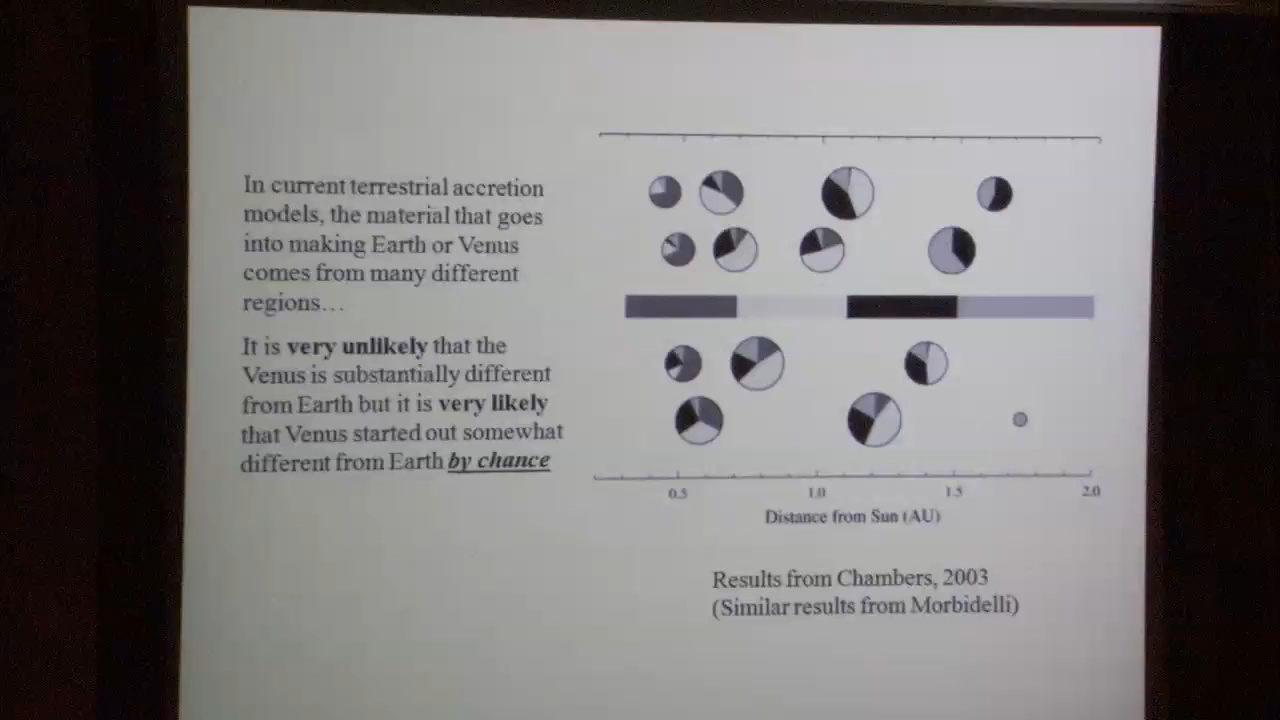 In current terrestrial accretion
models, the material that goes
into making Earth or Venus
comes from many different
regions…
It is very unlikely that the
Venus is substantially different
from Earth but it is very likely
that Venus started out somewhat
different from Earth by chance
0.5 1.0 1.5 2.0
Distance from Sun (AU)
Results from Chambers, 2003
(Similar results from Morbidelli)